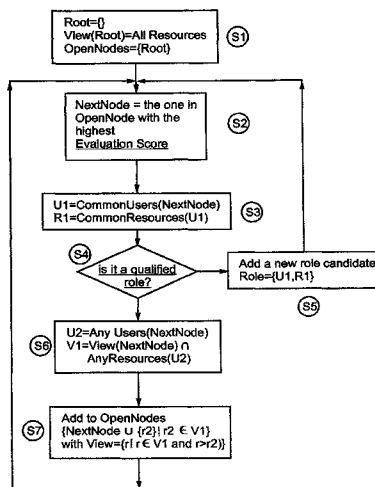 Root={}
View(Root)=All Resources
OpenNodes={Root}
S1
NextNode = the one in
OpenNode with the
highest
Evaluation Score
S2
U1=CommonUsers(NextNode)
R1=CommonResources(U1)
S3
S4
is it a qualified
role?
Add a new role candidate
Role={U1,R1}
S5
S6
U2=Any Users(NextNode)
V1=View(NextNode) ∩
AnyResources(U2)
S7
Add to OpenNodes
{NextNode ∪ {r2}| r2 ∈ V1}
with View={r| r ∈ V1 and r>r2)}